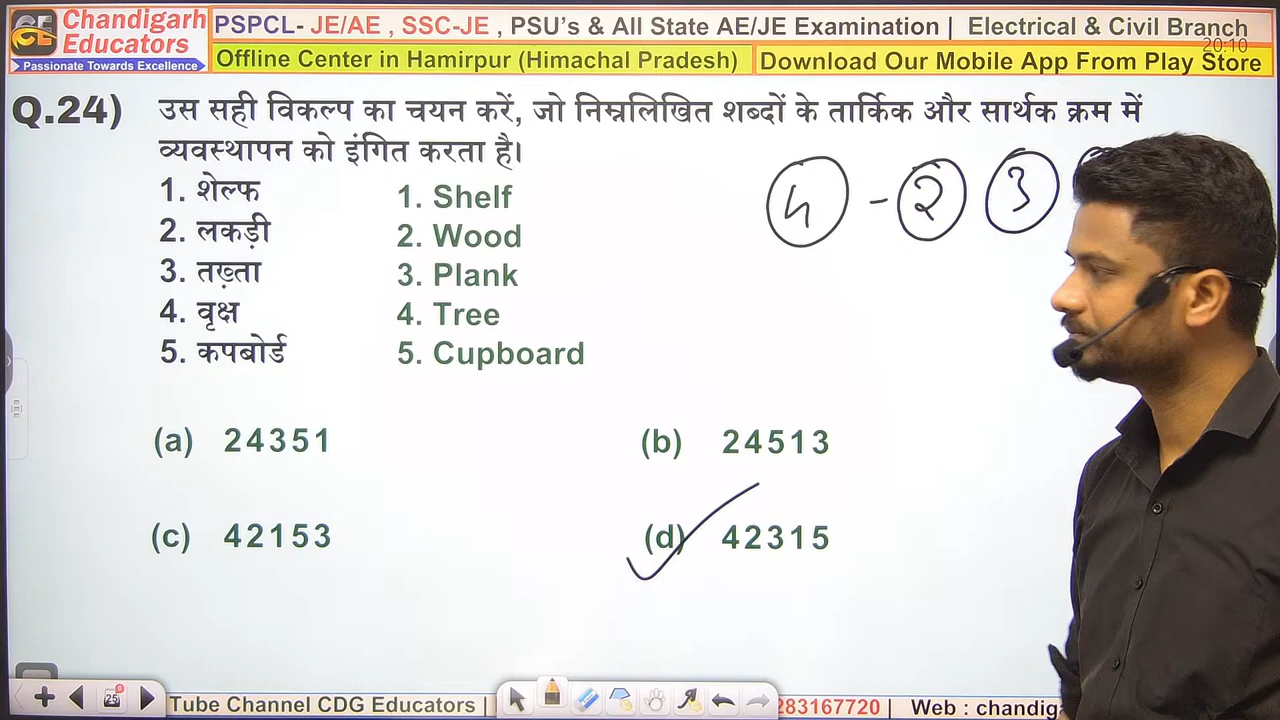 Chandigarh
Educators
Passionate Towards Excellence
PSPCL- JE/AE , SSC-JE , PSU's & All State AE/JE Examination | Electrical & Civil Branch
20:10
Offline Center in Hamirpur (Himachal Pradesh)
Download Our Mobile App From Play Store
Q.24) उस सही विकल्प का चयन करें, जो निम्नलिखित शब्दों के तार्किक और सार्थक क्रम में
व्यवस्थापन को इंगित करता है।
4 - 2 3
1. शेल्फ 1. Shelf
2. लकड़ी 2. Wood
3. तख़्ता 3. Plank
4. वृक्ष 4. Tree
5. कपबोर्ड 5. Cupboard
(a) 24351 (b) 24513
(c) 42153 (d) 42315
25
Tube Channel CDG Educators |
283167720 | Web :